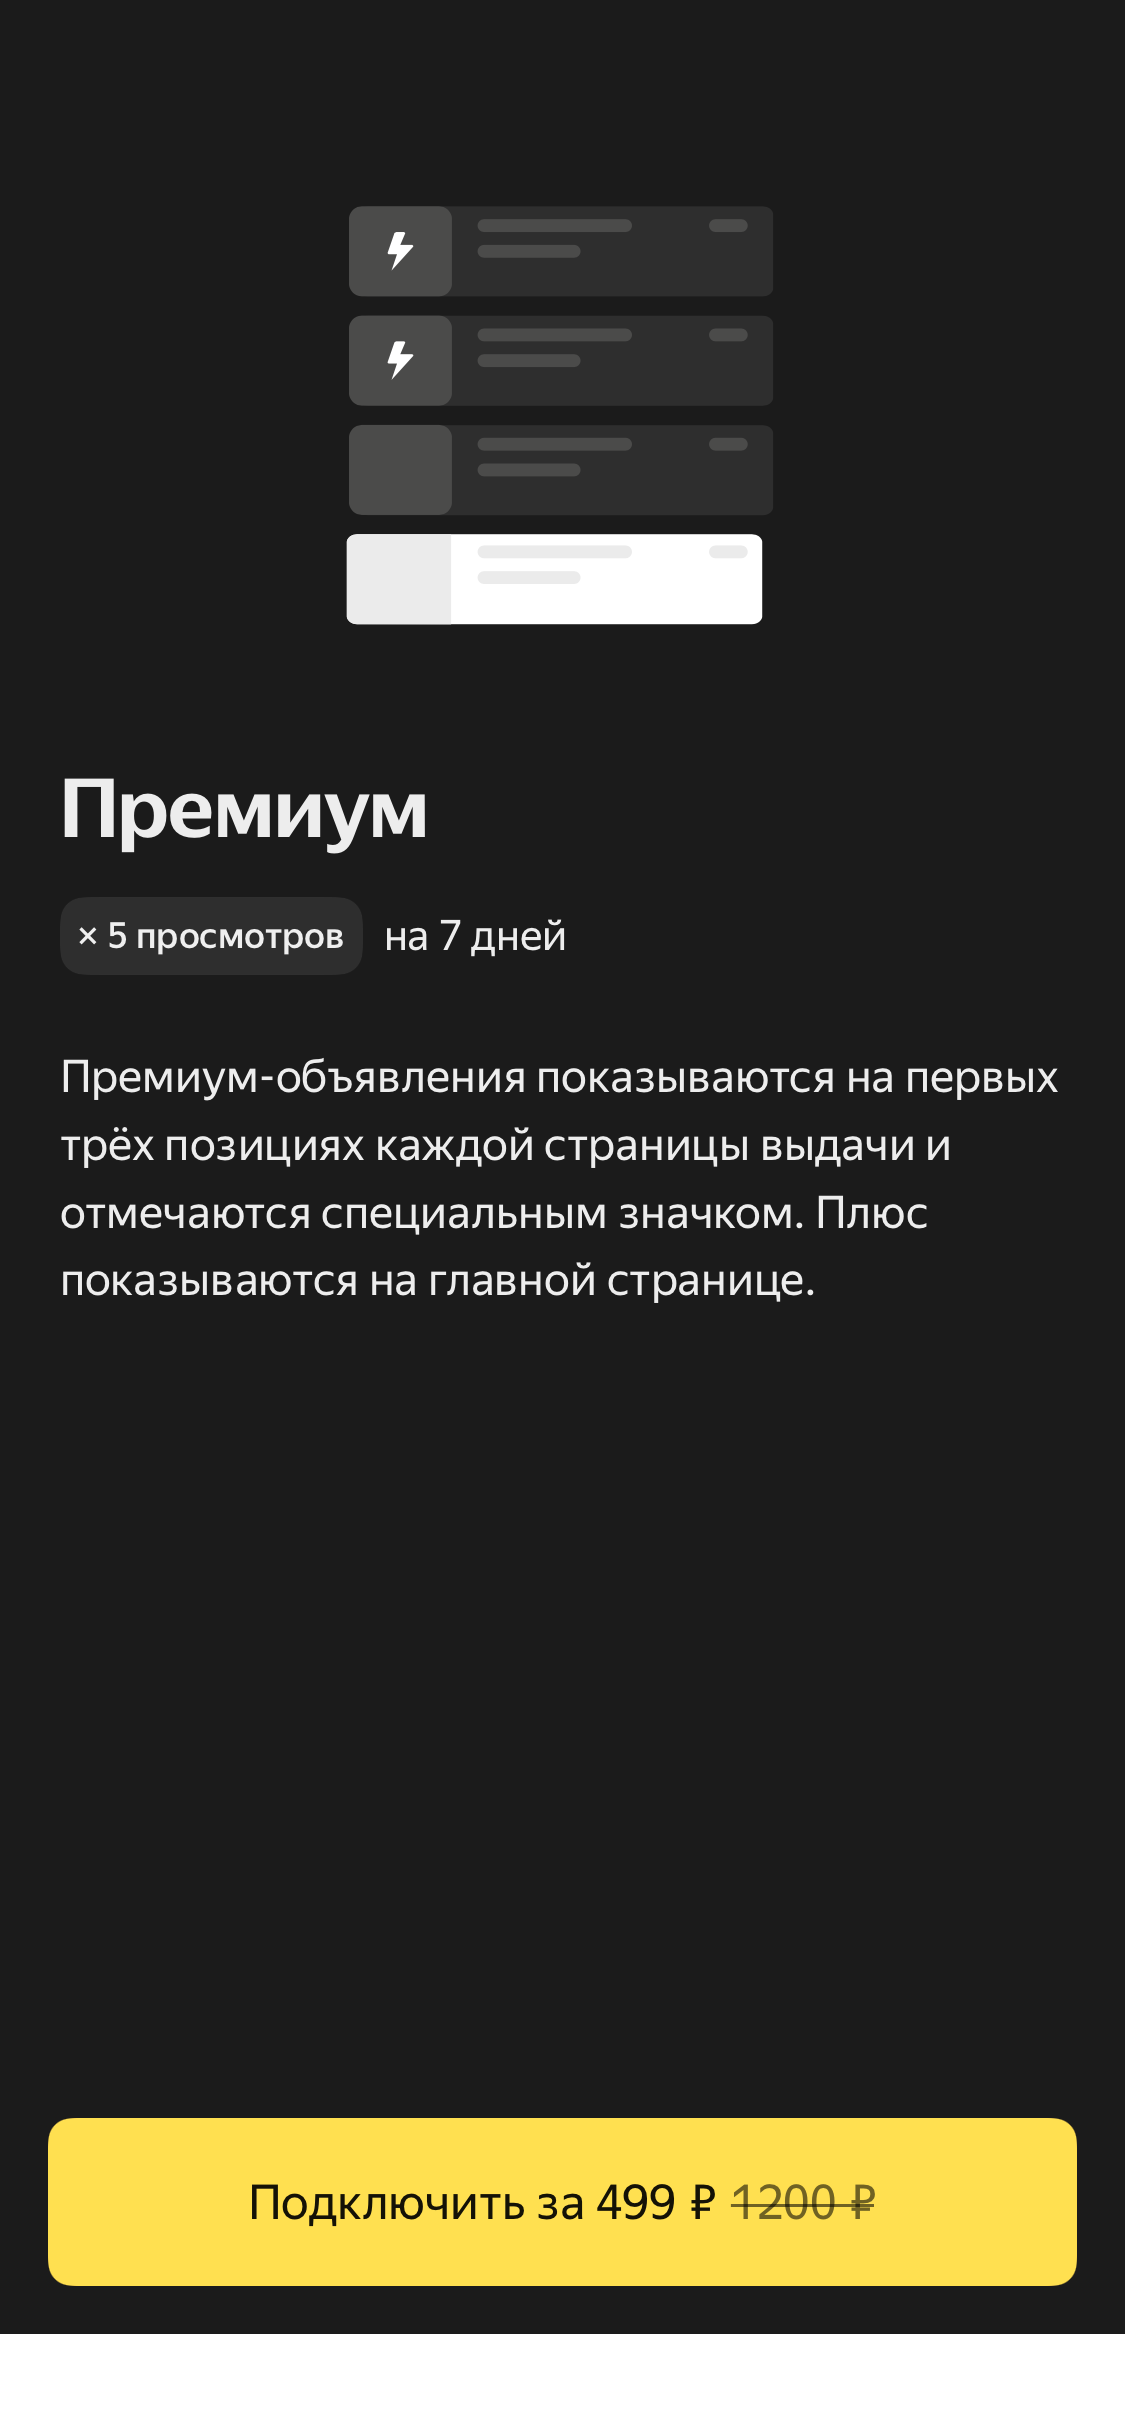 Премиум
× 5 просмотров на 7 дней
Премиум-объявления показываются на первых
трёх позициях каждой страницы выдачи и
отмечаются специальным значком. Плюс
показываются на главной странице.
Подключить за 499 ₽ 1200 ₽